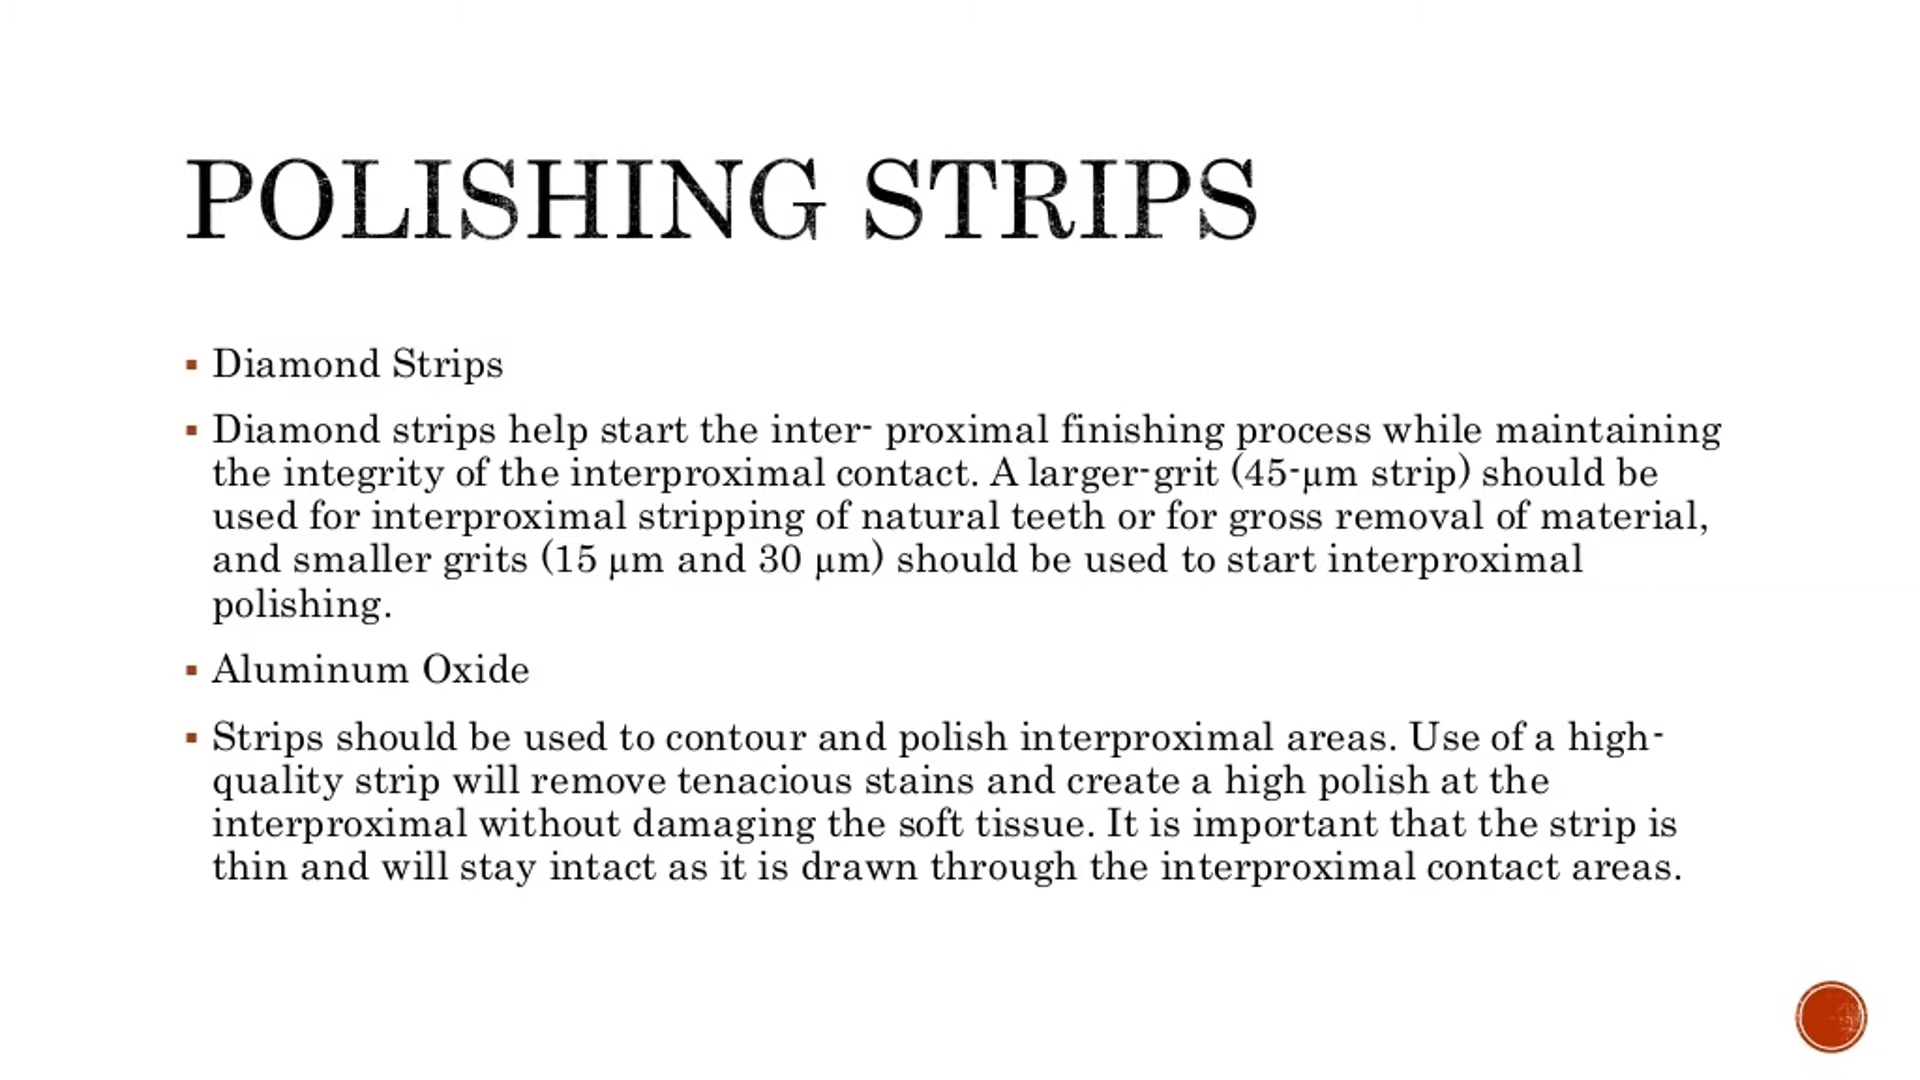 POLISHING STRIPS
▪ Diamond Strips
▪ Diamond strips help start the inter- proximal finishing process while maintaining
the integrity of the interproximal contact. A larger-grit (45-µm strip) should be
used for interproximal stripping of natural teeth or for gross removal of material,
and smaller grits (15 µm and 30 µm) should be used to start interproximal
polishing.
▪ Aluminum Oxide
▪ Strips should be used to contour and polish interproximal areas. Use of a high-
quality strip will remove tenacious stains and create a high polish at the
interproximal without damaging the soft tissue. It is important that the strip is
thin and will stay intact as it is drawn through the interproximal contact areas.